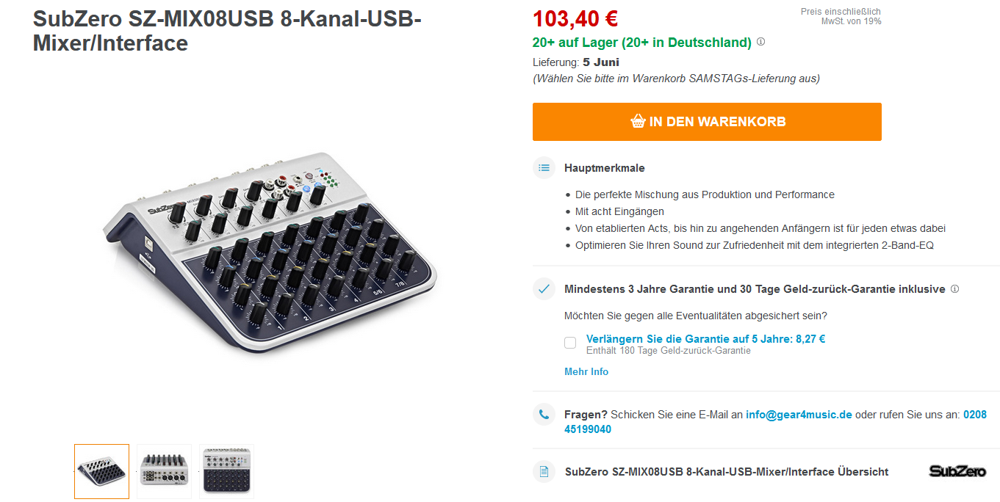 SubZero SZ-MIX08USB 8-Kanal-USB-
Mixer/Interface
103,40 €
Preis einschließlich
MwSt. von 19%
20+ auf Lager (20+ in Deutschland)
Lieferung: 5 Juni
(Wählen Sie bitte im Warenkorb SAMSTAGs-Lieferung aus)
IN DEN WARENKORB
Hauptmerkmale
• Die perfekte Mischung aus Produktion und Performance
• Mit acht Eingängen
• Von etablierten Acts, bis hin zu angehenden Anfängern ist für jeden etwas dabei
• Optimieren Sie Ihren Sound zur Zufriedenheit mit dem integrierten 2-Band-EQ
Mindestens 3 Jahre Garantie und 30 Tage Geld-zurück-Garantie inklusive
Möchten Sie gegen alle Eventualitäten abgesichert sein?
Verlängern Sie die Garantie auf 5 Jahre: 8,27 €
Enthält 180 Tage Geld-zurück-Garantie
Mehr Info
Fragen? Schicken Sie eine E-Mail an info@gear4music.de oder rufen Sie uns an: 0208
45199040
SubZero SZ-MIX08USB 8-Kanal-USB-Mixer/Interface Übersicht
SubZero
SubZero
1 2 3 4 5/6 7/8